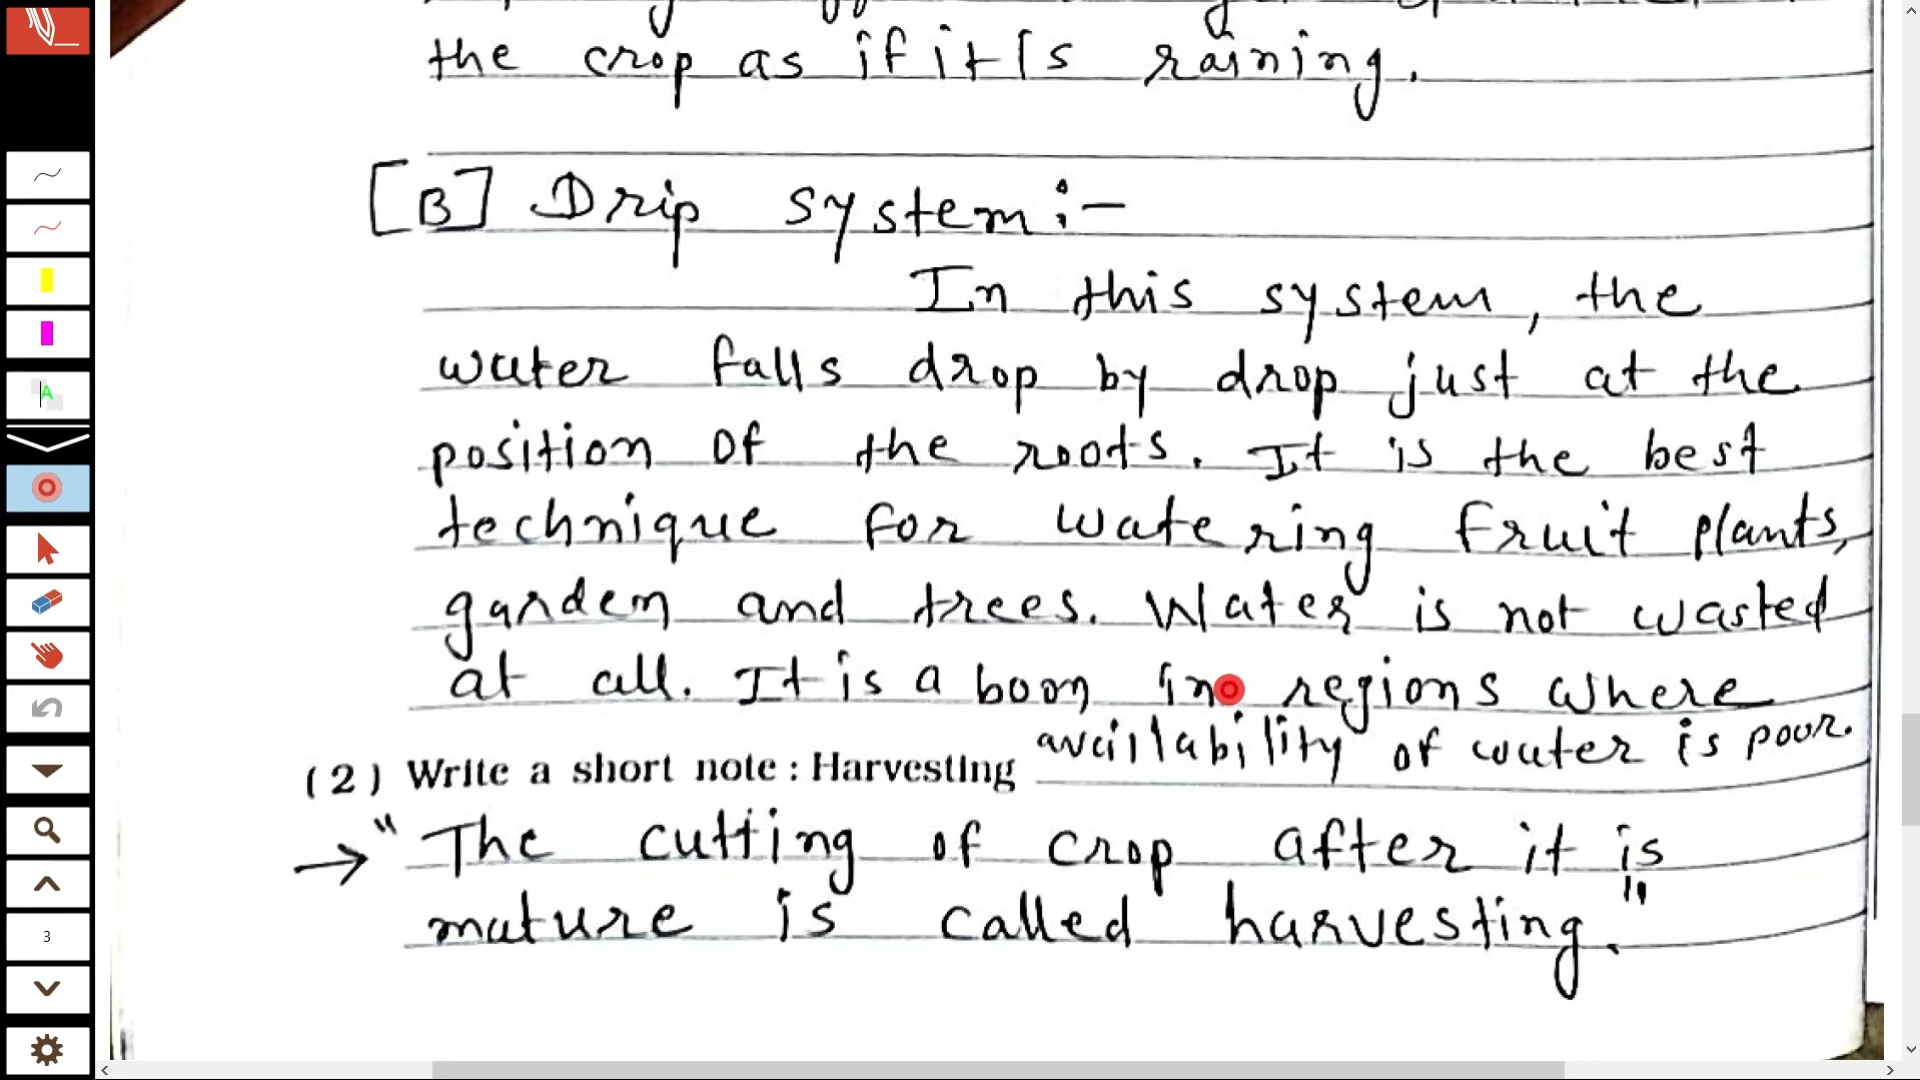 the crop as if it is raining.
[B] Drip system :-
In this system, the
water falls drop by drop just at the
position of the roots. It is the best
technique for watering fruit plants,
garden and trees. Water is not wasted
at all. It is a boon in regions where
availability of water is poor.
(2) Write a short note : Harvesting
→ " The cutting of crop after it is
mature is called harvesting."
3